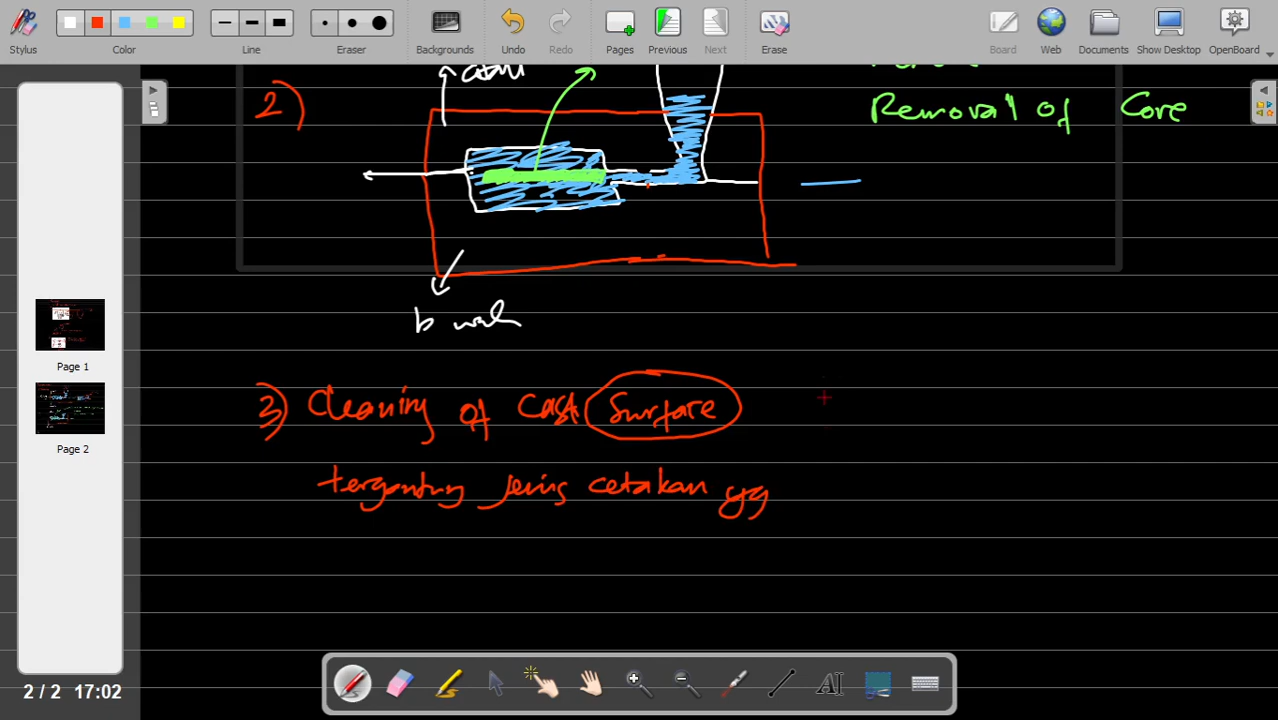 Stylus
Color
Line
Eraser
Backgrounds
Undo
Redo
Pages
Previous
Next
Erase
Board
Web
Documents
Show Desktop
OpenBoard
2)
Removal of Core
b
3) Cleaning of Cast Surface
tergantung jenis cetakan yg
Page 1
Page 2
2 / 2 17:02